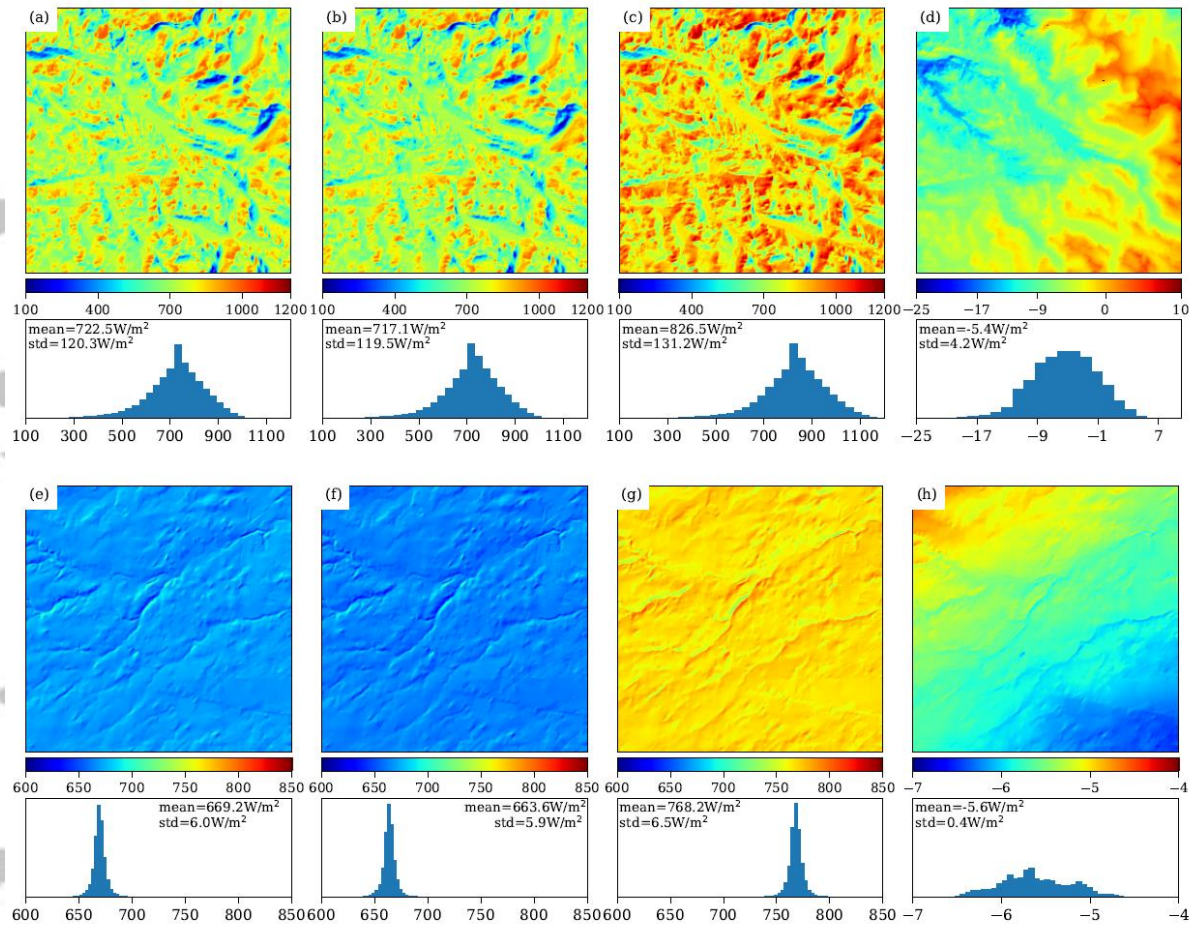 (a) (b) (c) (d)
100 400 700 1000 1200 100 400 700 1000 1200 100 400 700 1000 1200 −25 −17 −9 0 10
mean=722.5W/m² mean=717.1W/m² mean=826.5W/m² mean=-5.4W/m²
std=120.3W/m² std=119.5W/m² std=131.2W/m² std=4.2W/m²
100 300 500 700 900 1100 100 300 500 700 900 1100 100 300 500 700 900 1100 −25 −17 −9 −1 7
(e) (f) (g) (h)
600 650 700 750 800 850 600 650 700 750 800 850 600 650 700 750 800 850 −7 −6 −5 −4
mean=669.2W/m² mean=663.6W/m² mean=768.2W/m² mean=-5.6W/m²
std=6.0W/m² std=5.9W/m² std=6.5W/m² std=0.4W/m²
600 650 700 750 800 850 600 650 700 750 800 850 600 650 700 750 800 850 −7 −6 −5 −4